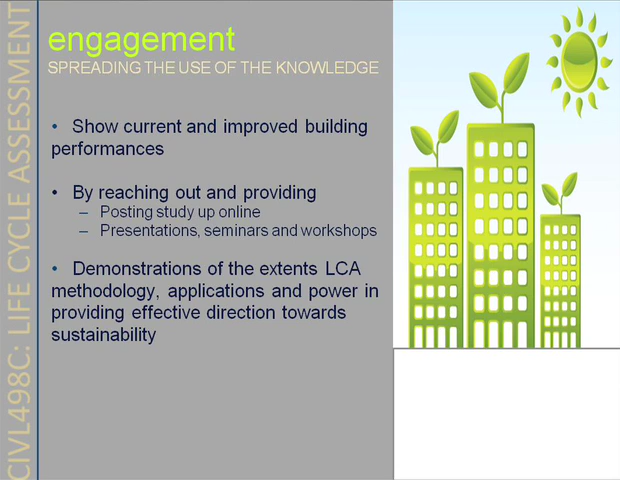 engagement
SPREADING THE USE OF THE KNOWLEDGE
• Show current and improved building
performances
• By reaching out and providing
– Posting study up online
– Presentations, seminars and workshops
• Demonstrations of the extents LCA
methodology, applications and power in
providing effective direction towards
sustainability
CIVL498C: LIFE CYCLE ASSESSMENT